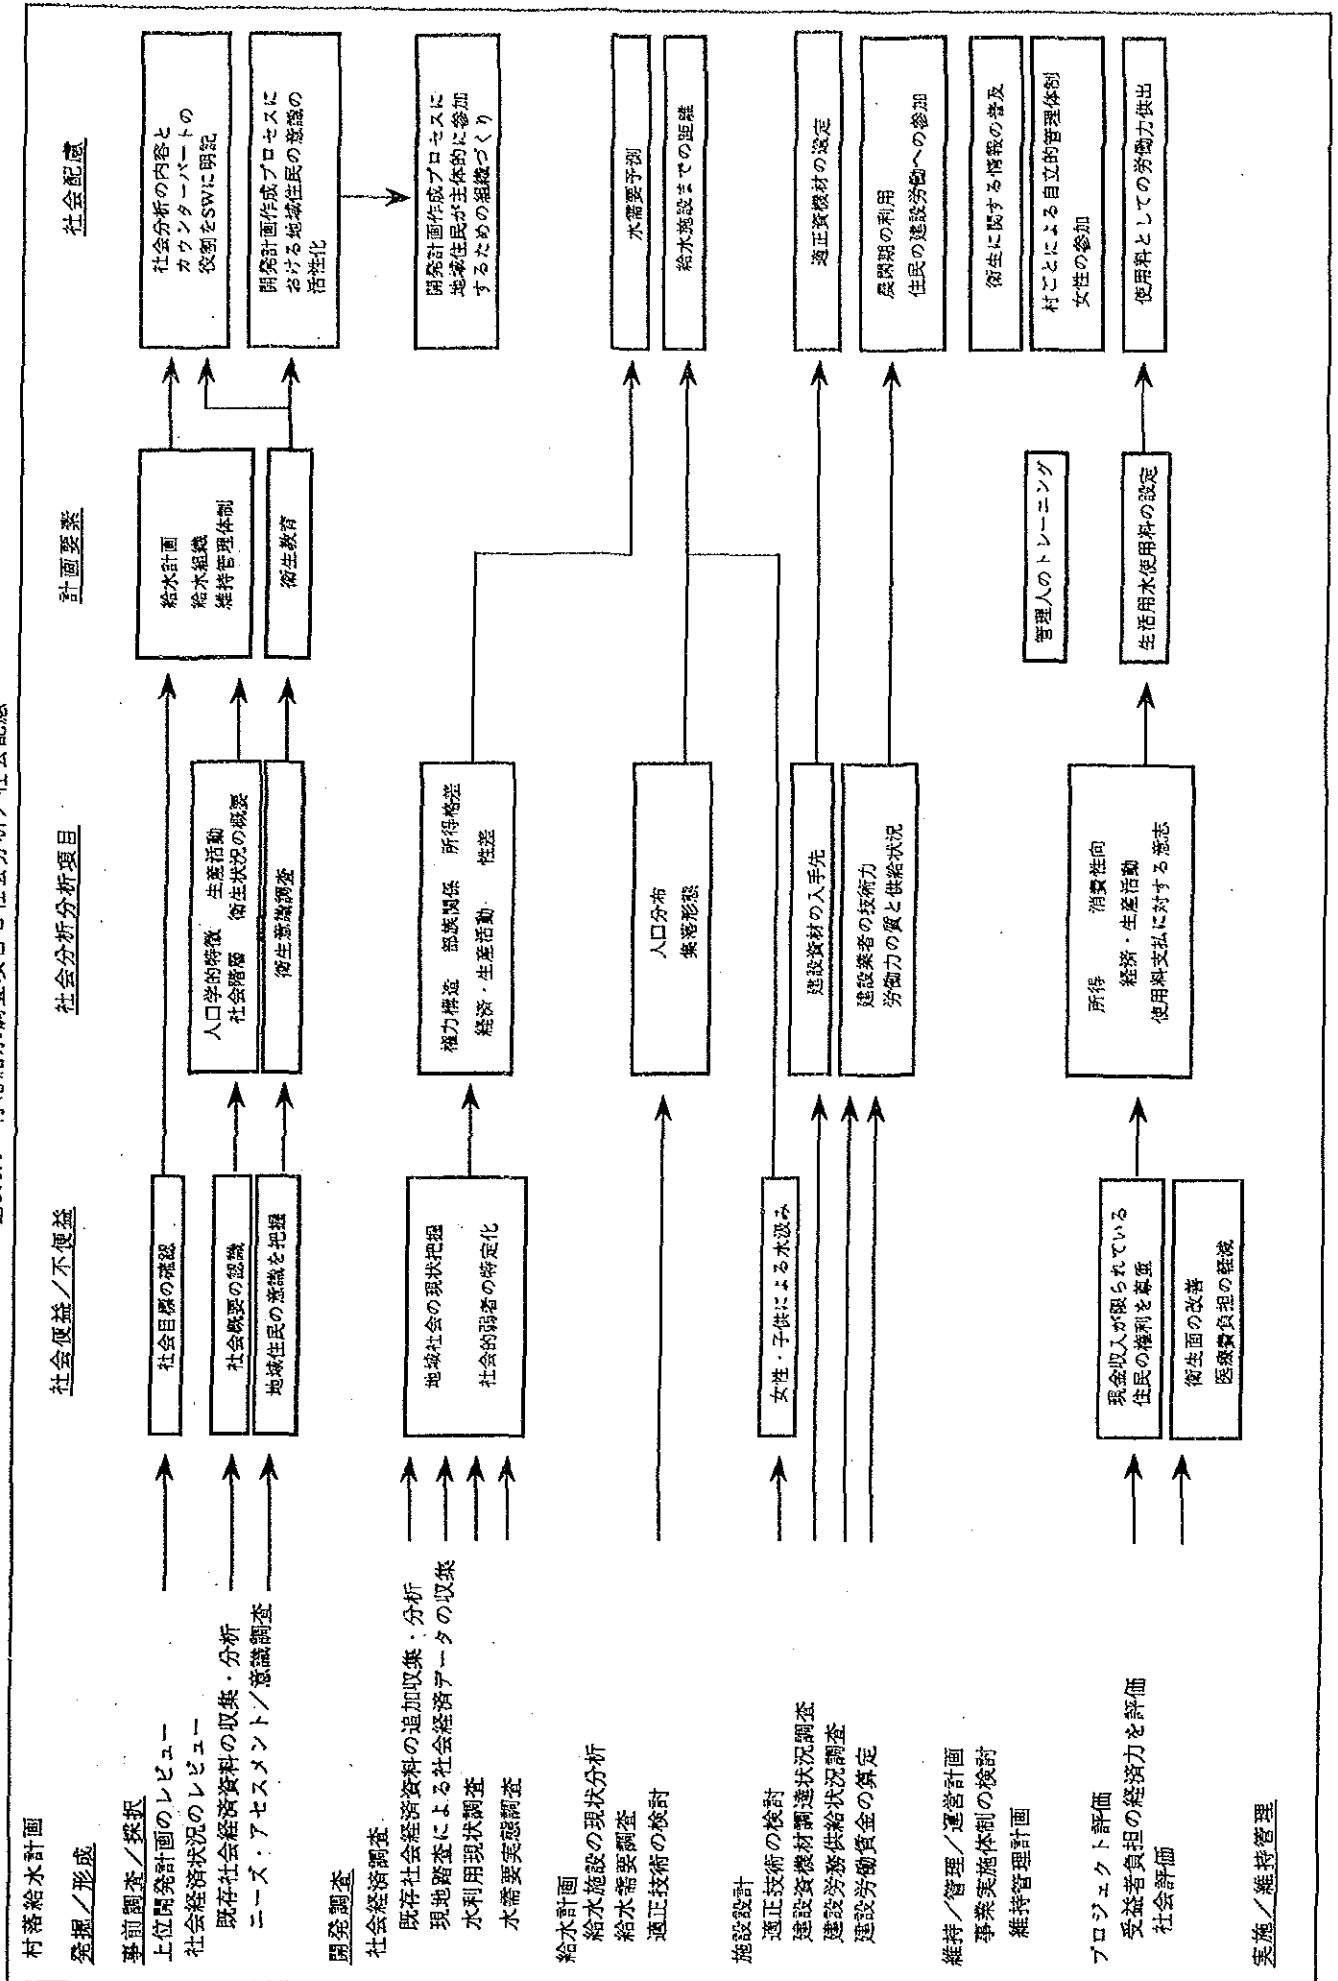 村落給水計画
社会便益／不便益
社会分析分析項目
計画要素
社会配慮
発掘／形成
事前調査／採択
上位開発計画のレビュー
社会経済状況のレビュー
既存社会経済資料の収集・分析
ニーズ・アセスメント／意識調査
社会目標の確認
社会概要の認識
地域住民の意識を把握
人口学的特徴　生産活動
社会階層　衛生状況の概要
衛生意識調査
給水計画
給水組織
維持管理体制
衛生教育
社会分析の内容と
カウンターパートの
役割をSWに明記
開発計画作成プロセスに
おける地域住民の意識の
活性化
開発調査
社会経済調査
既存社会経済資料の追加収集・分析
現地踏査による社会経済データの収集
水利用現状調査
水需要実態調査
地域社会の現状把握
社会的弱者の特定化
権力構造　部族関係　所得格差
経済・生産活動　性差
開発計画作成プロセスに
地域住民が主体的に参加
するための組織づくり
給水計画
給水施設の現状分析
給水需要調査
適正技術の検討
人口分布
集落形態
水需要予測
給水施設までの距離
施設設計
適正技術の検討
建設資機材調達状況調査
建設労務供給状況調査
建設労働賃金の算定
女性・子供による水汲み
建設資材の入手先
建設業者の技術力
労働力の質と供給状況
適正資機材の選定
農閑期の利用
住民の建設労働への参加
維持／管理／運営計画
事業実施体制の検討
維持管理計画
管理人のトレーニング
衛生に関する情報の普及
村ごとによる自立的管理体制
女性の参加
プロジェクト評価
受益者負担の経済力を評価
社会評価
現金収入が限られている
住民の権利を尊重
衛生面の改善
医療費負担の軽減
所得　消費性向
経済・生産活動
使用料支払に対する意志
生活用水使用料の設定
使用料としての労働力供出
実施／維持管理